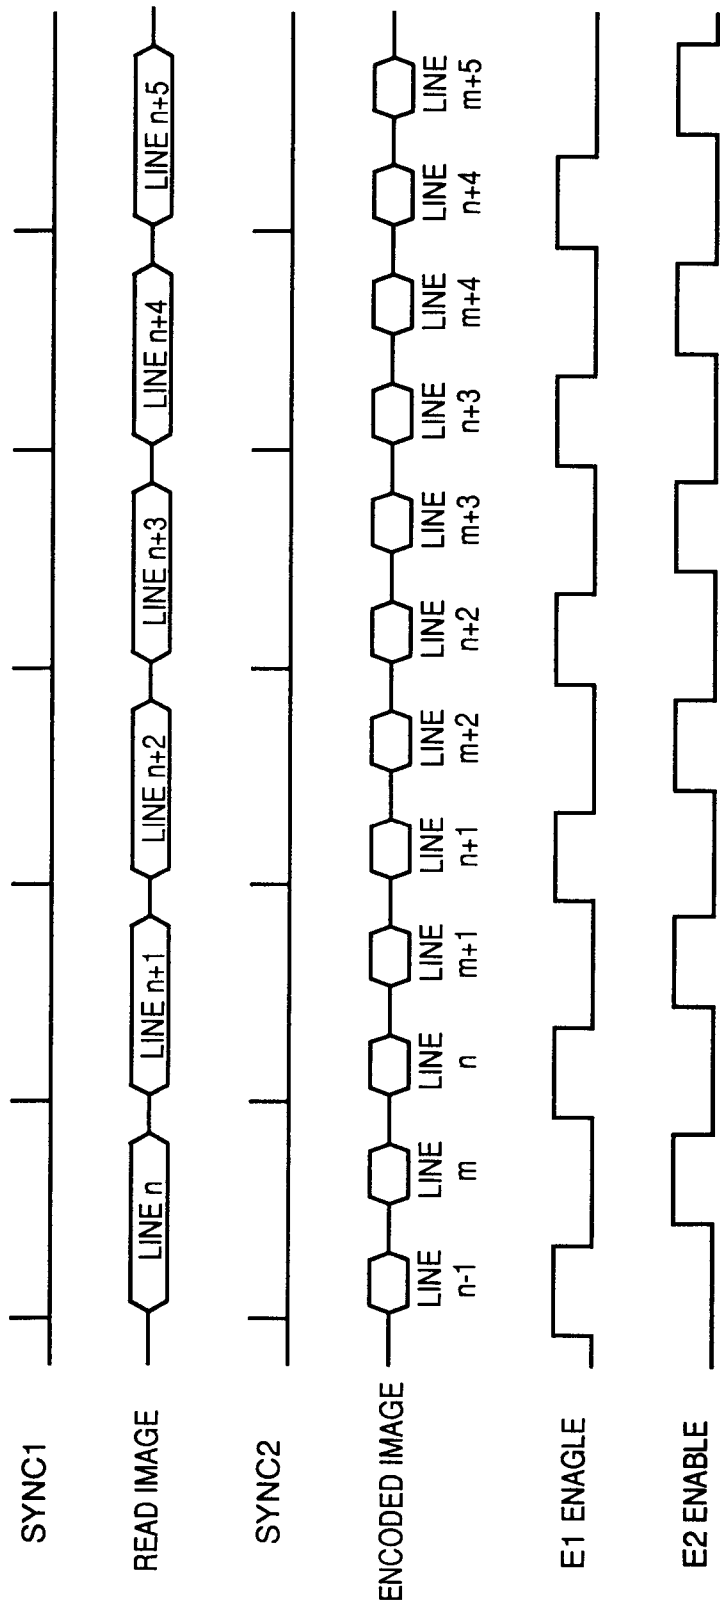 SYNC1
READ IMAGE
LINE n
LINE n+1
LINE n+2
LINE n+3
LINE n+4
LINE n+5
SYNC2
ENCODED IMAGE
LINE
n-1
LINE
m
LINE
n
LINE
m+1
LINE
n+1
LINE
m+2
LINE
n+2
LINE
m+3
LINE
n+3
LINE
m+4
LINE
n+4
LINE
m+5
E1 ENAGLE
E2 ENABLE